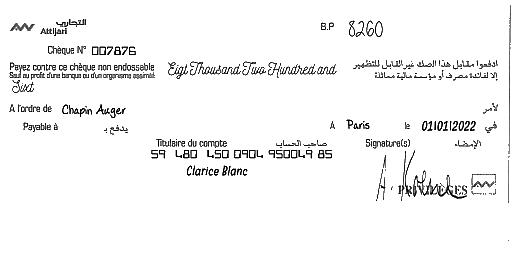 التجاري
Attijari
B.P 8260
Chèque N° 007876
Payez contre ce chèque non endossable Eigt Thousand Two Hundred and ادفعوا مقابل هذا الصك غير القابل للتظهير
Sauf au profit d'une banque ou d'un organisme assimilé إلا لفائدة مصرف أو مؤسسة مالية مماثلة
Sixt
A l'ordre de Chapin Auger لأمر
Payable à يدفع بـ A Paris le 01/01/2022 في
Titulaire du compte صاحب الحساب Signature(s) الإمضاء
59 480 450 0904 950049 85
Clarice Blanc
PRIVILEGES